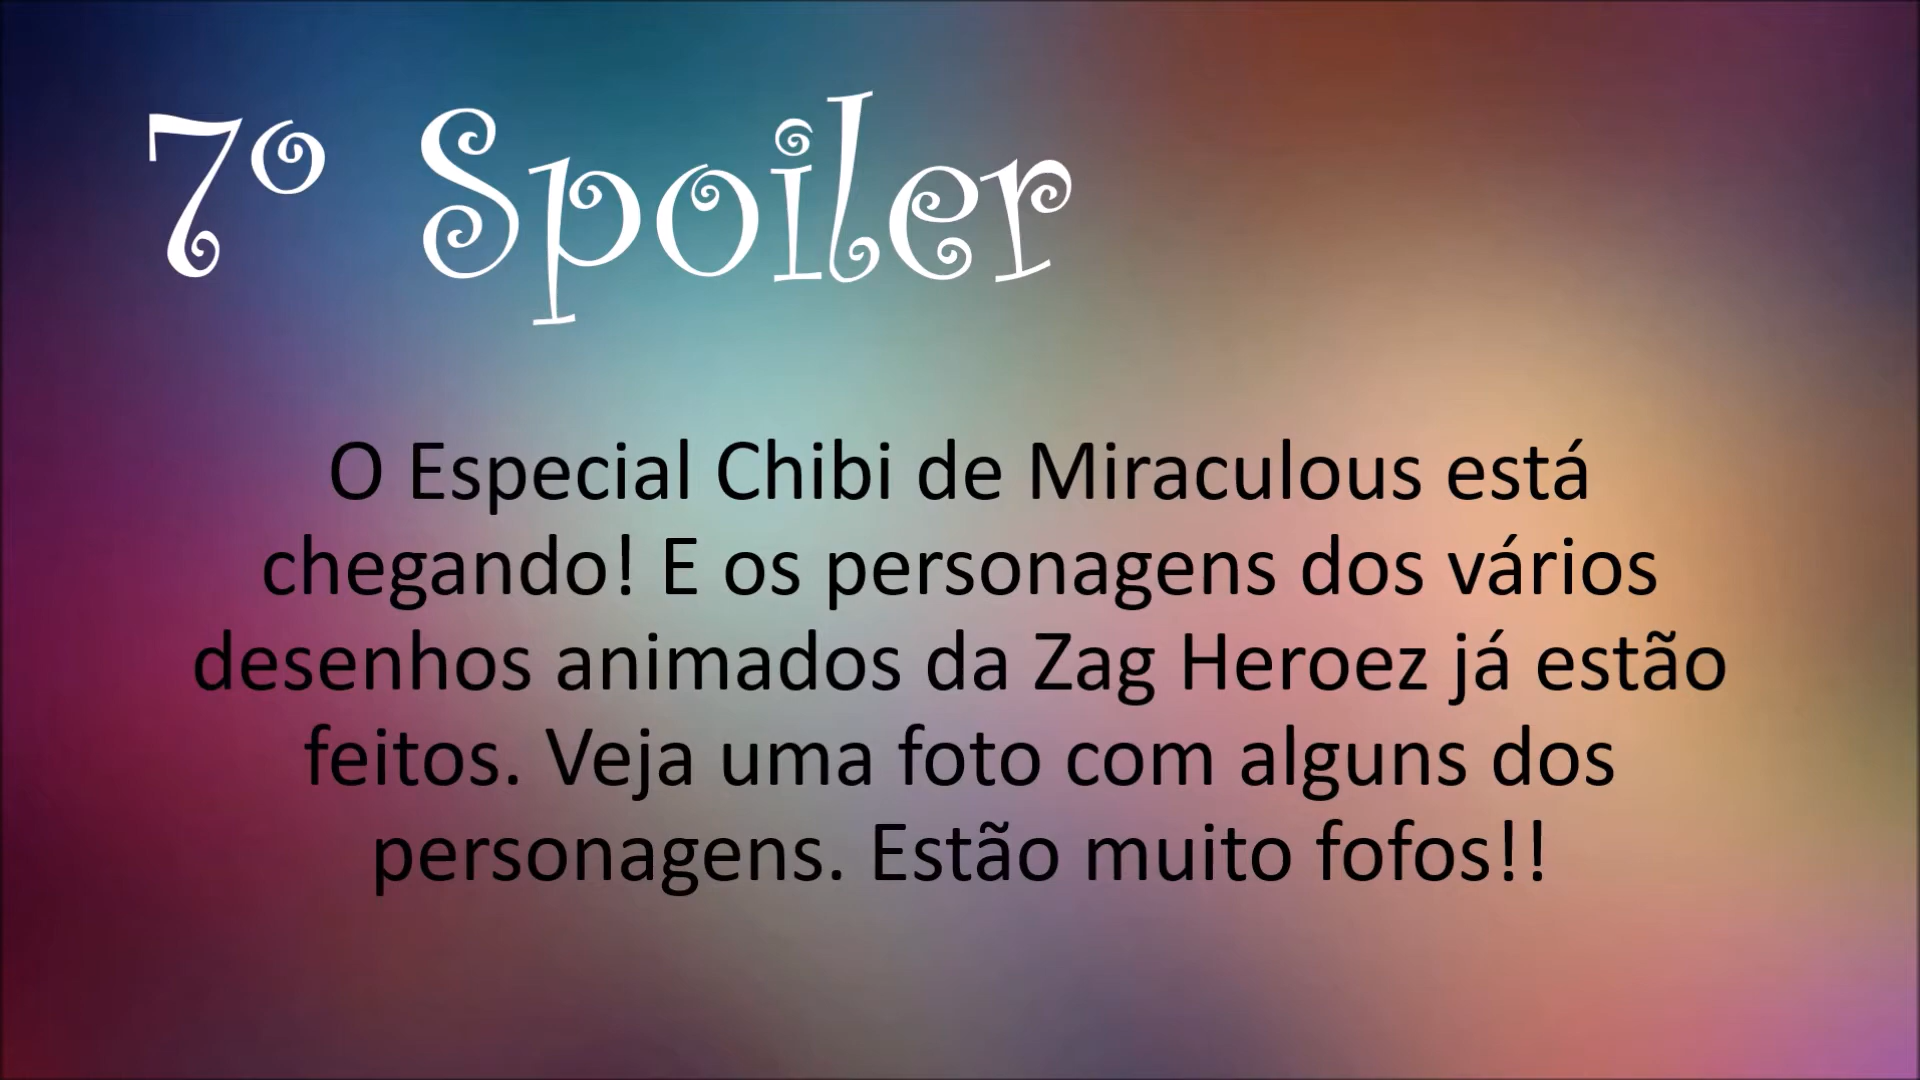 7º Spoiler
O Especial Chibi de Miraculous está
chegando! E os personagens dos vários
desenhos animados da Zag Heroez já estão
feitos. Veja uma foto com alguns dos
personagens. Estão muito fofos!!